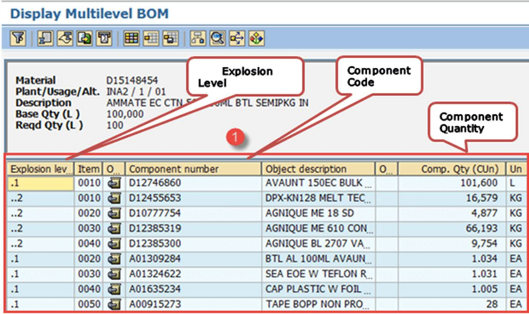 Display Multilevel BOM
Material D15148454
Plant/Usage/Alt. INA2 / 1 / 01
Description AMMATE EC CTN ML BTL SEMIPKG IN
Base Qty (L ) 100,000
Reqd Qty (L ) 100
Explosion Level
Component Code
Component Quantity
1
Explosion lev Item O... Component number Object description O... Comp. Qty (CUn) Un
.1 0010 D12746860 AVAUNT 150EC BULK ... 101,600 L
..2 0010 D12455653 DPX-KN128 MELT TEC... 16,579 KG
..2 0020 D10777754 AGNIQUE ME 18 SD 4,877 KG
..2 0030 D12385319 AGNIQUE ME 610 CON... 66,193 KG
..2 0040 D12385300 AGNIQUE BL 2707 VA... 9,754 KG
.1 0020 A01309284 BTL AL 100ML AVAUN... 1.034 EA
.1 0030 A01324622 SEA EOE W TEFLON R... 1.031 EA
.1 0040 A01635234 CAP PLASTIC W FOIL ... 1.005 EA
.1 0050 A00915273 TAPE BOPP NON PRO... 28 EA